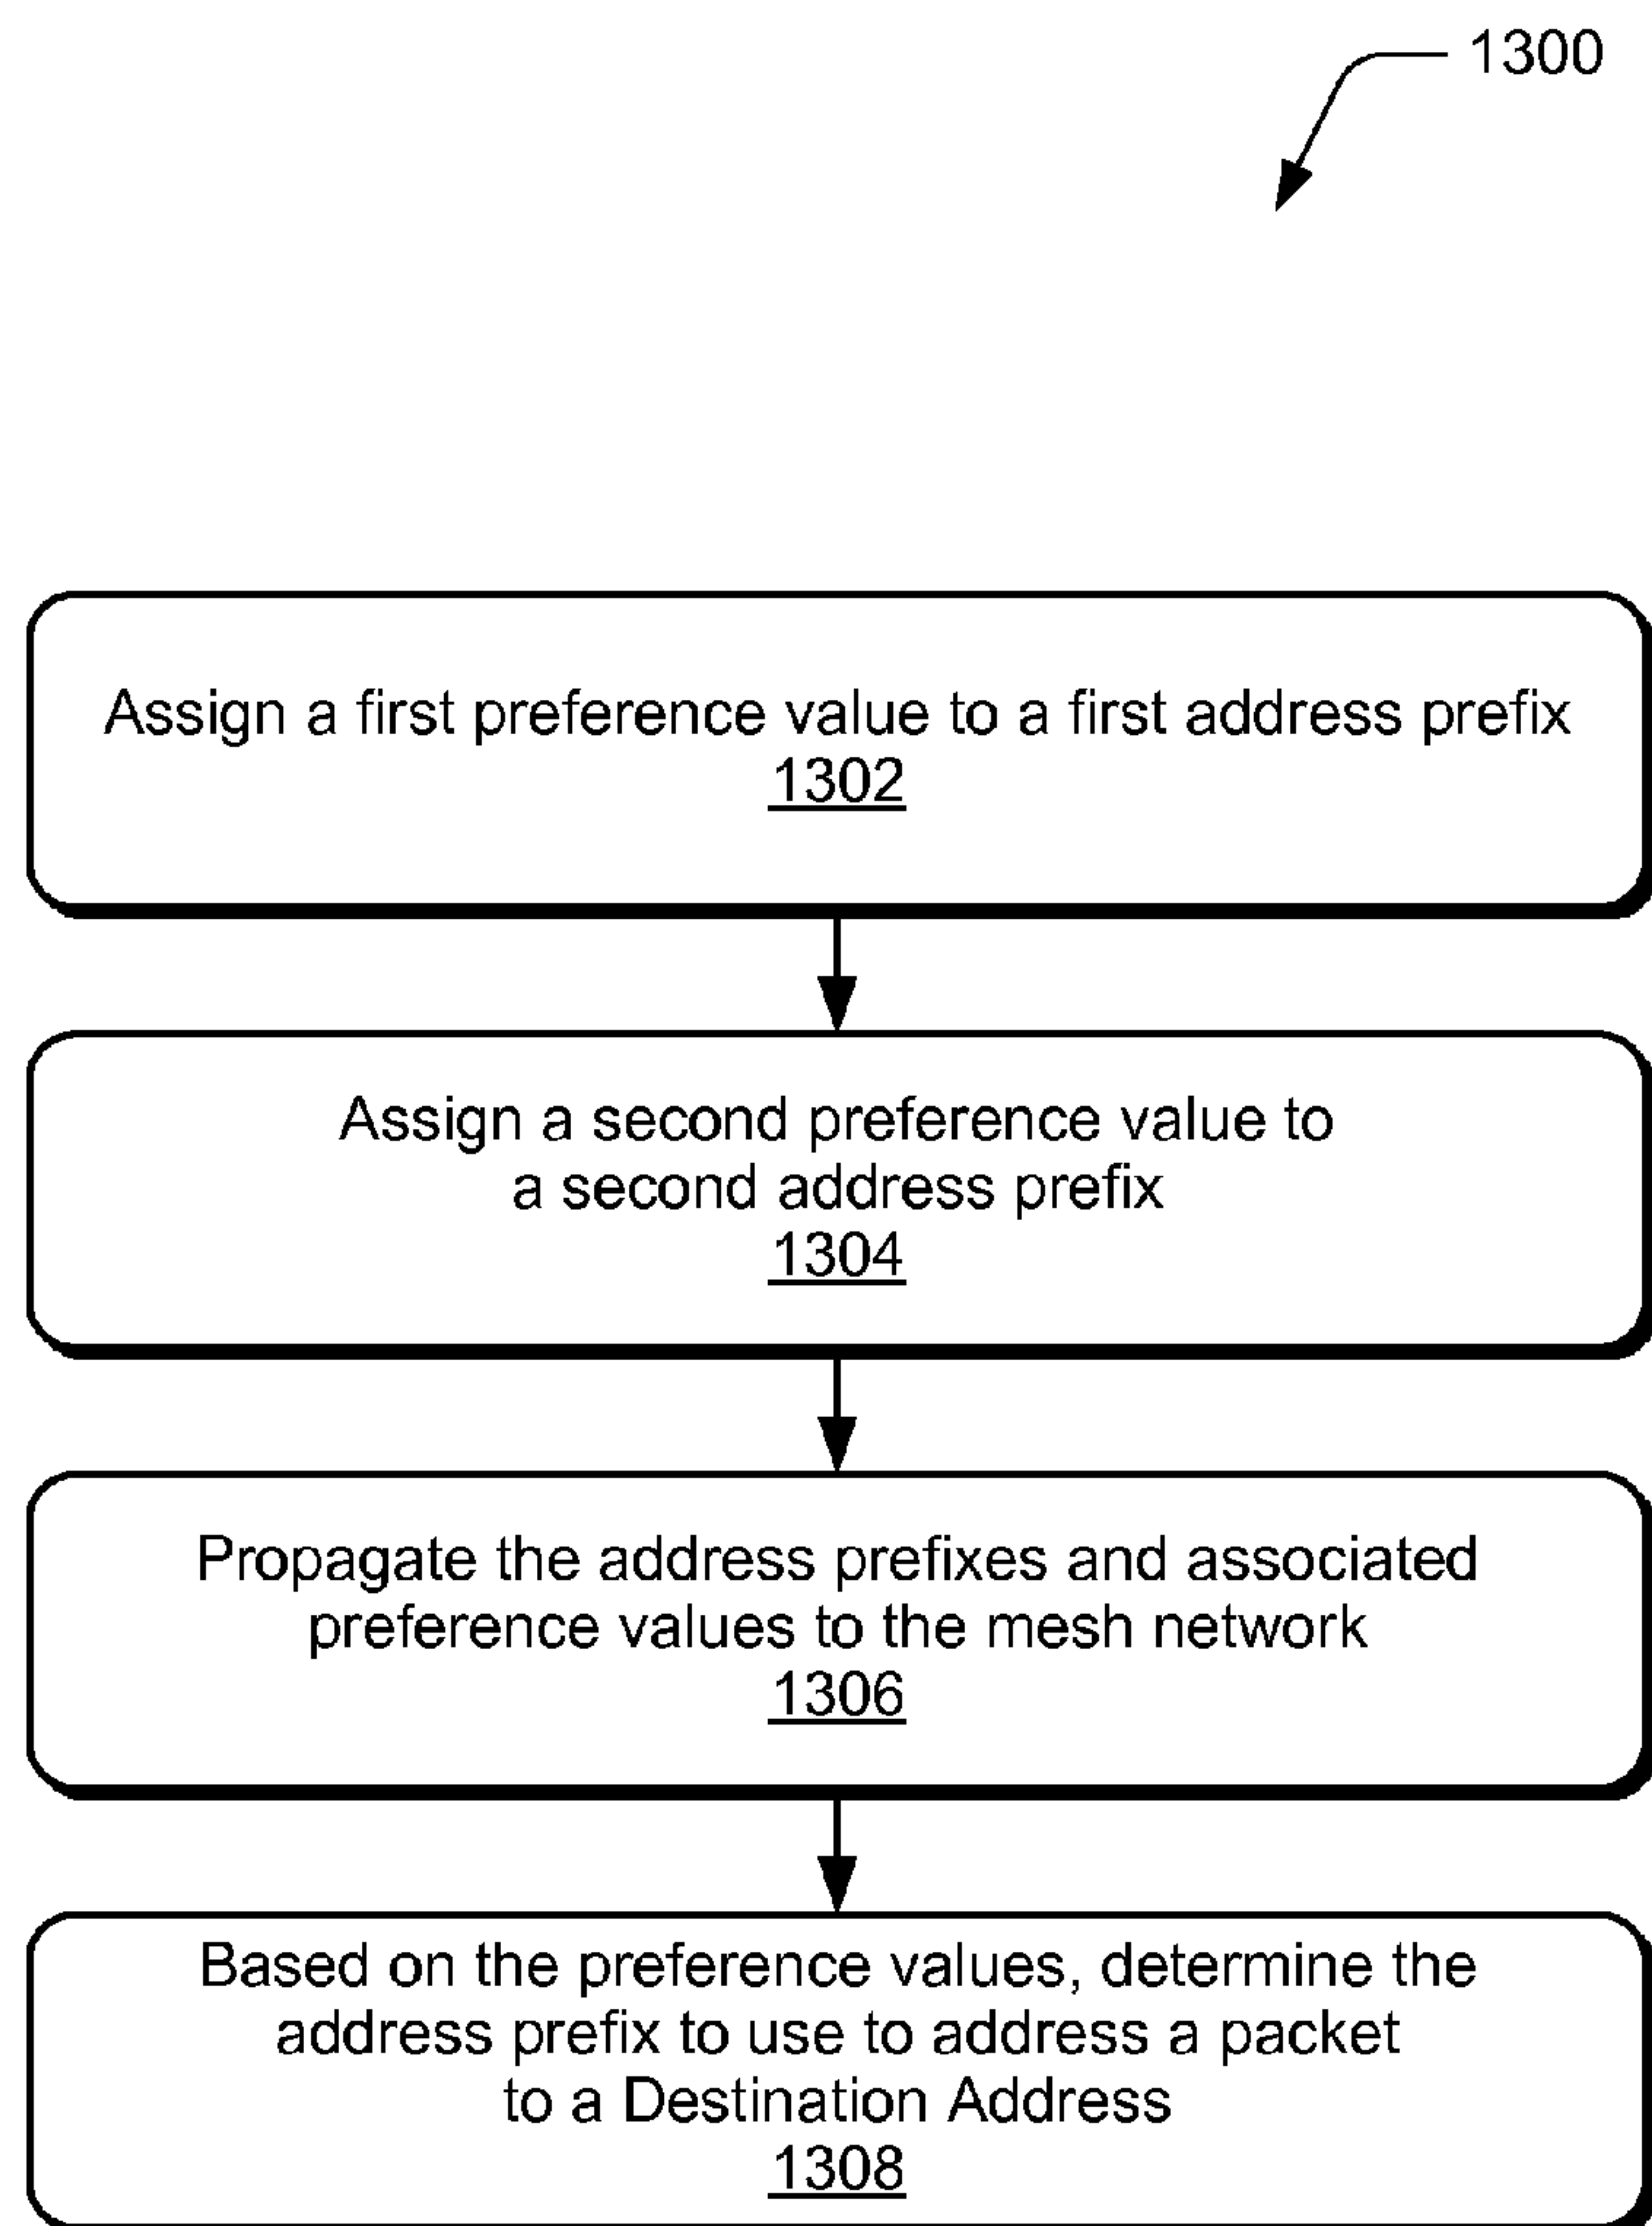 1300
Assign a first preference value to a first address prefix
1302
Assign a second preference value to
a second address prefix
1304
Propagate the address prefixes and associated
preference values to the mesh network
1306
Based on the preference values, determine the
address prefix to use to address a packet
to a Destination Address
1308